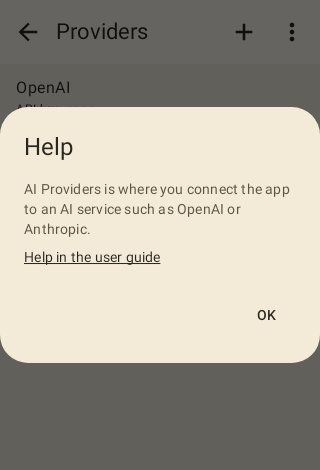 Providers
OpenAI
Help
AI Providers is where you connect the app
to an AI service such as OpenAI or
Anthropic.
Help in the user guide
OK